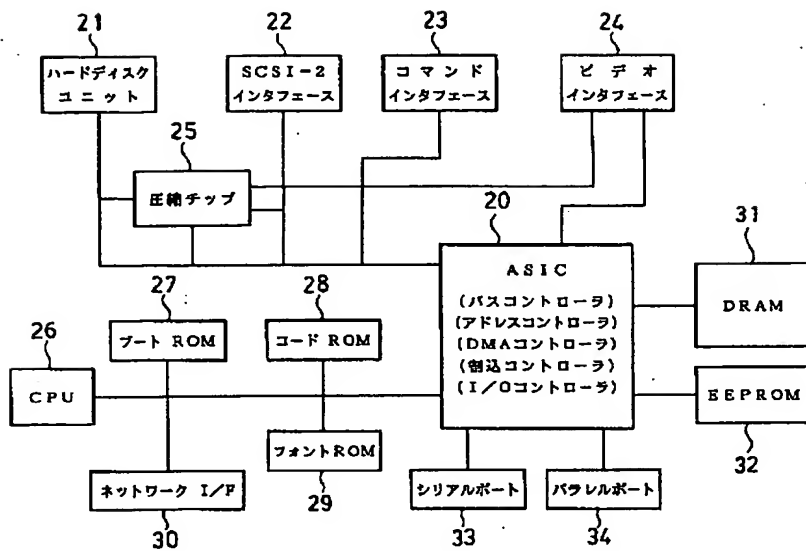 21
22
23
24
ハードディスク
ユニット
SCSI-2
インタフェース
コマンド
インタフェース
ビデオ
インタフェース
25
圧縮チップ
20
ASIC
(バスコントローラ)
(アドレスコントローラ)
(DMAコントローラ)
(割込コントローラ)
(I/Oコントローラ)
31
DRAM
27
ブート ROM
28
コード ROM
26
CPU
EEPROM
32
フォントROM
29
ネットワーク I/F
30
シリアルポート
33
パラレルポート
34